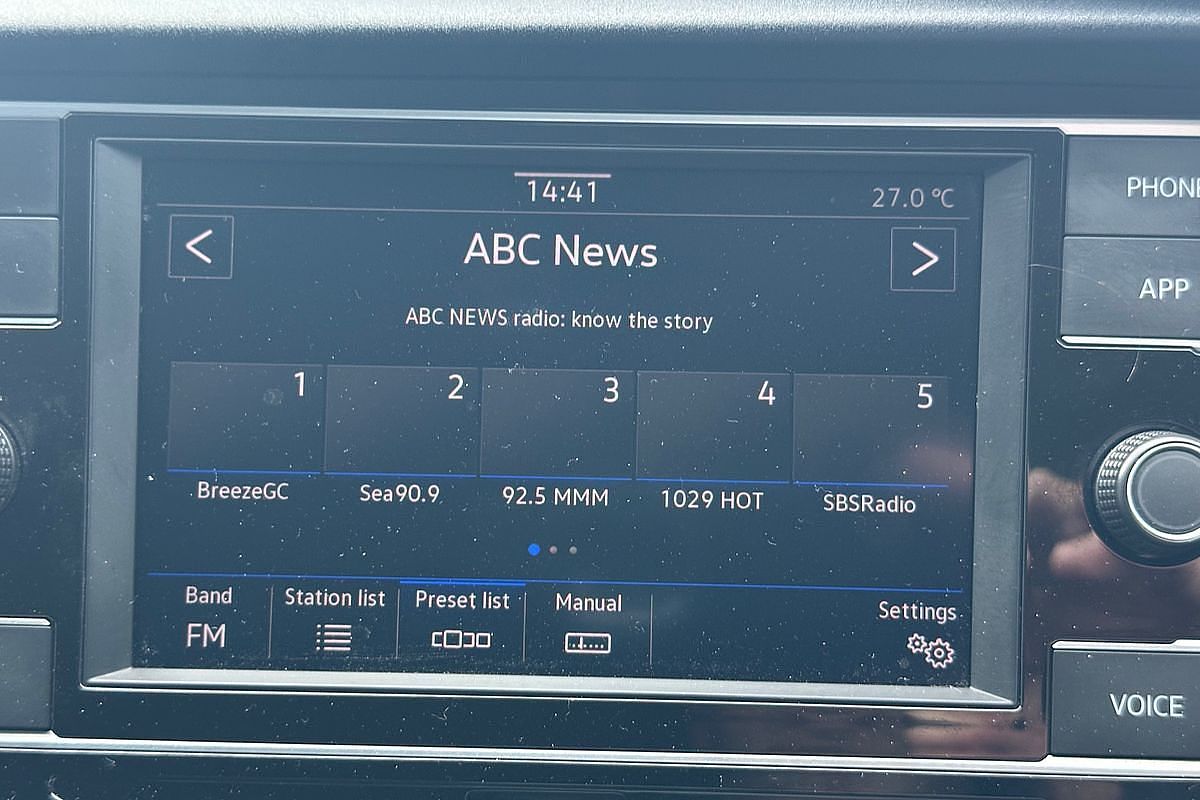 14:41
27.0 °C
<
ABC News
>
ABC NEWS radio: know the story
1 2 3 4 5
BreezeGC Sea90.9 92.5 MMM 1029 HOT SBSRadio
Band Station list Preset list Manual Settings
FM
PHONE
APP
VOICE